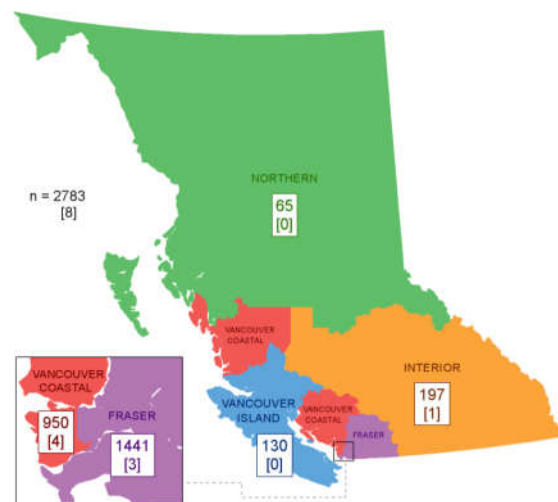 NORTHERN
65
[0]
n = 2783
[8]
VANCOUVER
COASTAL
INTERIOR
197
[1]
VANCOUVER
ISLAND
130
[0]
VANCOUVER
COASTAL
FRASER
VANCOUVER
COASTAL
950
[4]
FRASER
1441
[3]